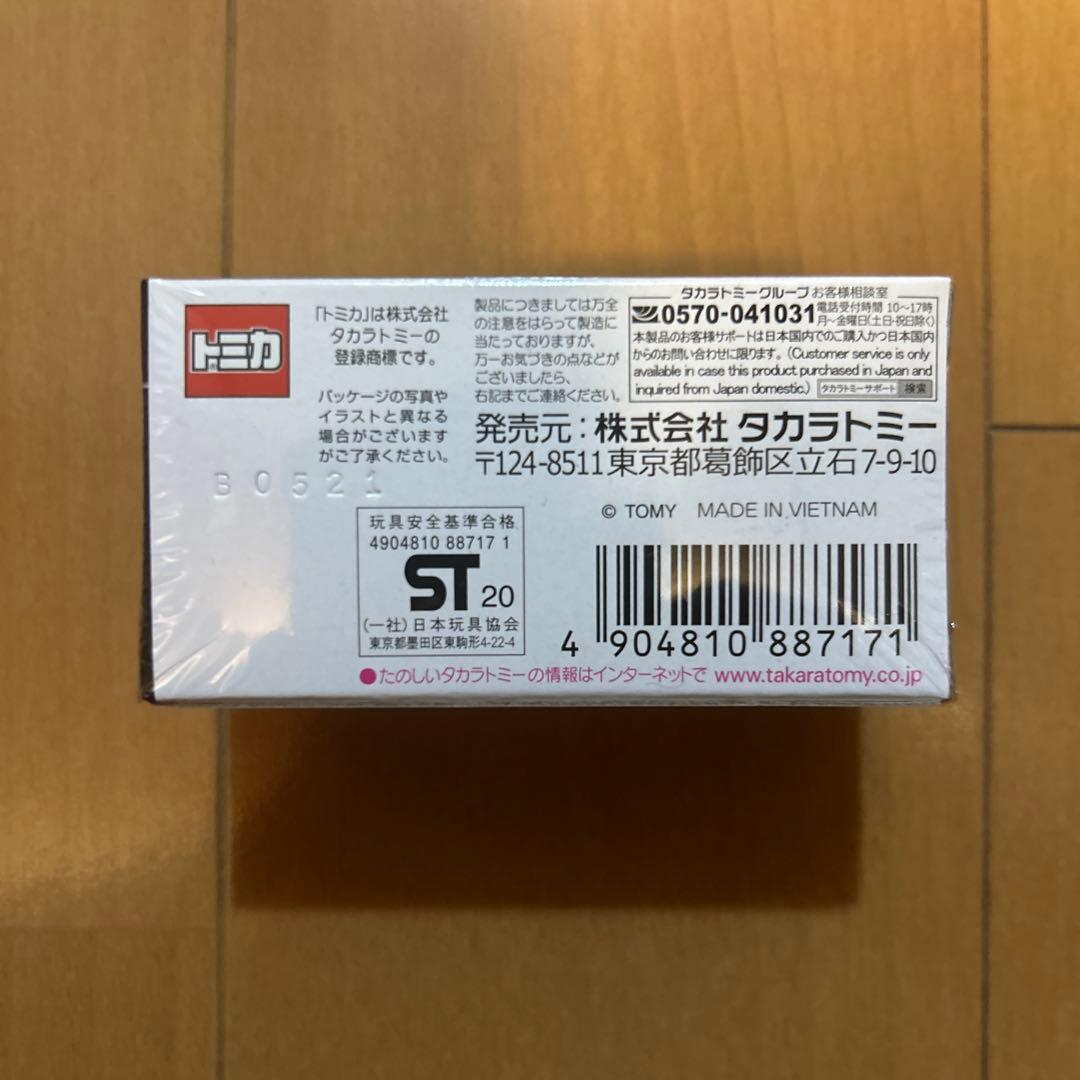 トミカ
「トミカ」は株式会社
タカラトミーの
登録商標です。
パッケージの写真や
イラストと異なる
場合がございます
がご了承ください。
B0521
製品につきましては万全
の注意をはらって製造に
当たっておりますが、
万一お気づきの点などが
ございましたら、
右記までご連絡ください。
タカラトミーグループお客様相談室
0570-041031 電話受付時間 10〜17時
月〜金曜日(土日・祝日除く)
本製品のお客様サポートは日本国内でのご購入かつ日本国内
からのお問い合わせに限ります。(Customer service is only
available in case this product purchased in Japan and
inquired from Japan domestic.) タカラトミーサポート 検索
発売元：株式会社 タカラトミー
〒124-8511 東京都葛飾区立石7-9-10
© TOMY MADE IN VIETNAM
玩具安全基準合格
4904810 88717 1
ST 20
(一社)日本玩具協会
東京都墨田区東駒形4-22-4
4 904810 887171
●たのしいタカラトミーの情報はインターネットで www.takaratomy.co.jp